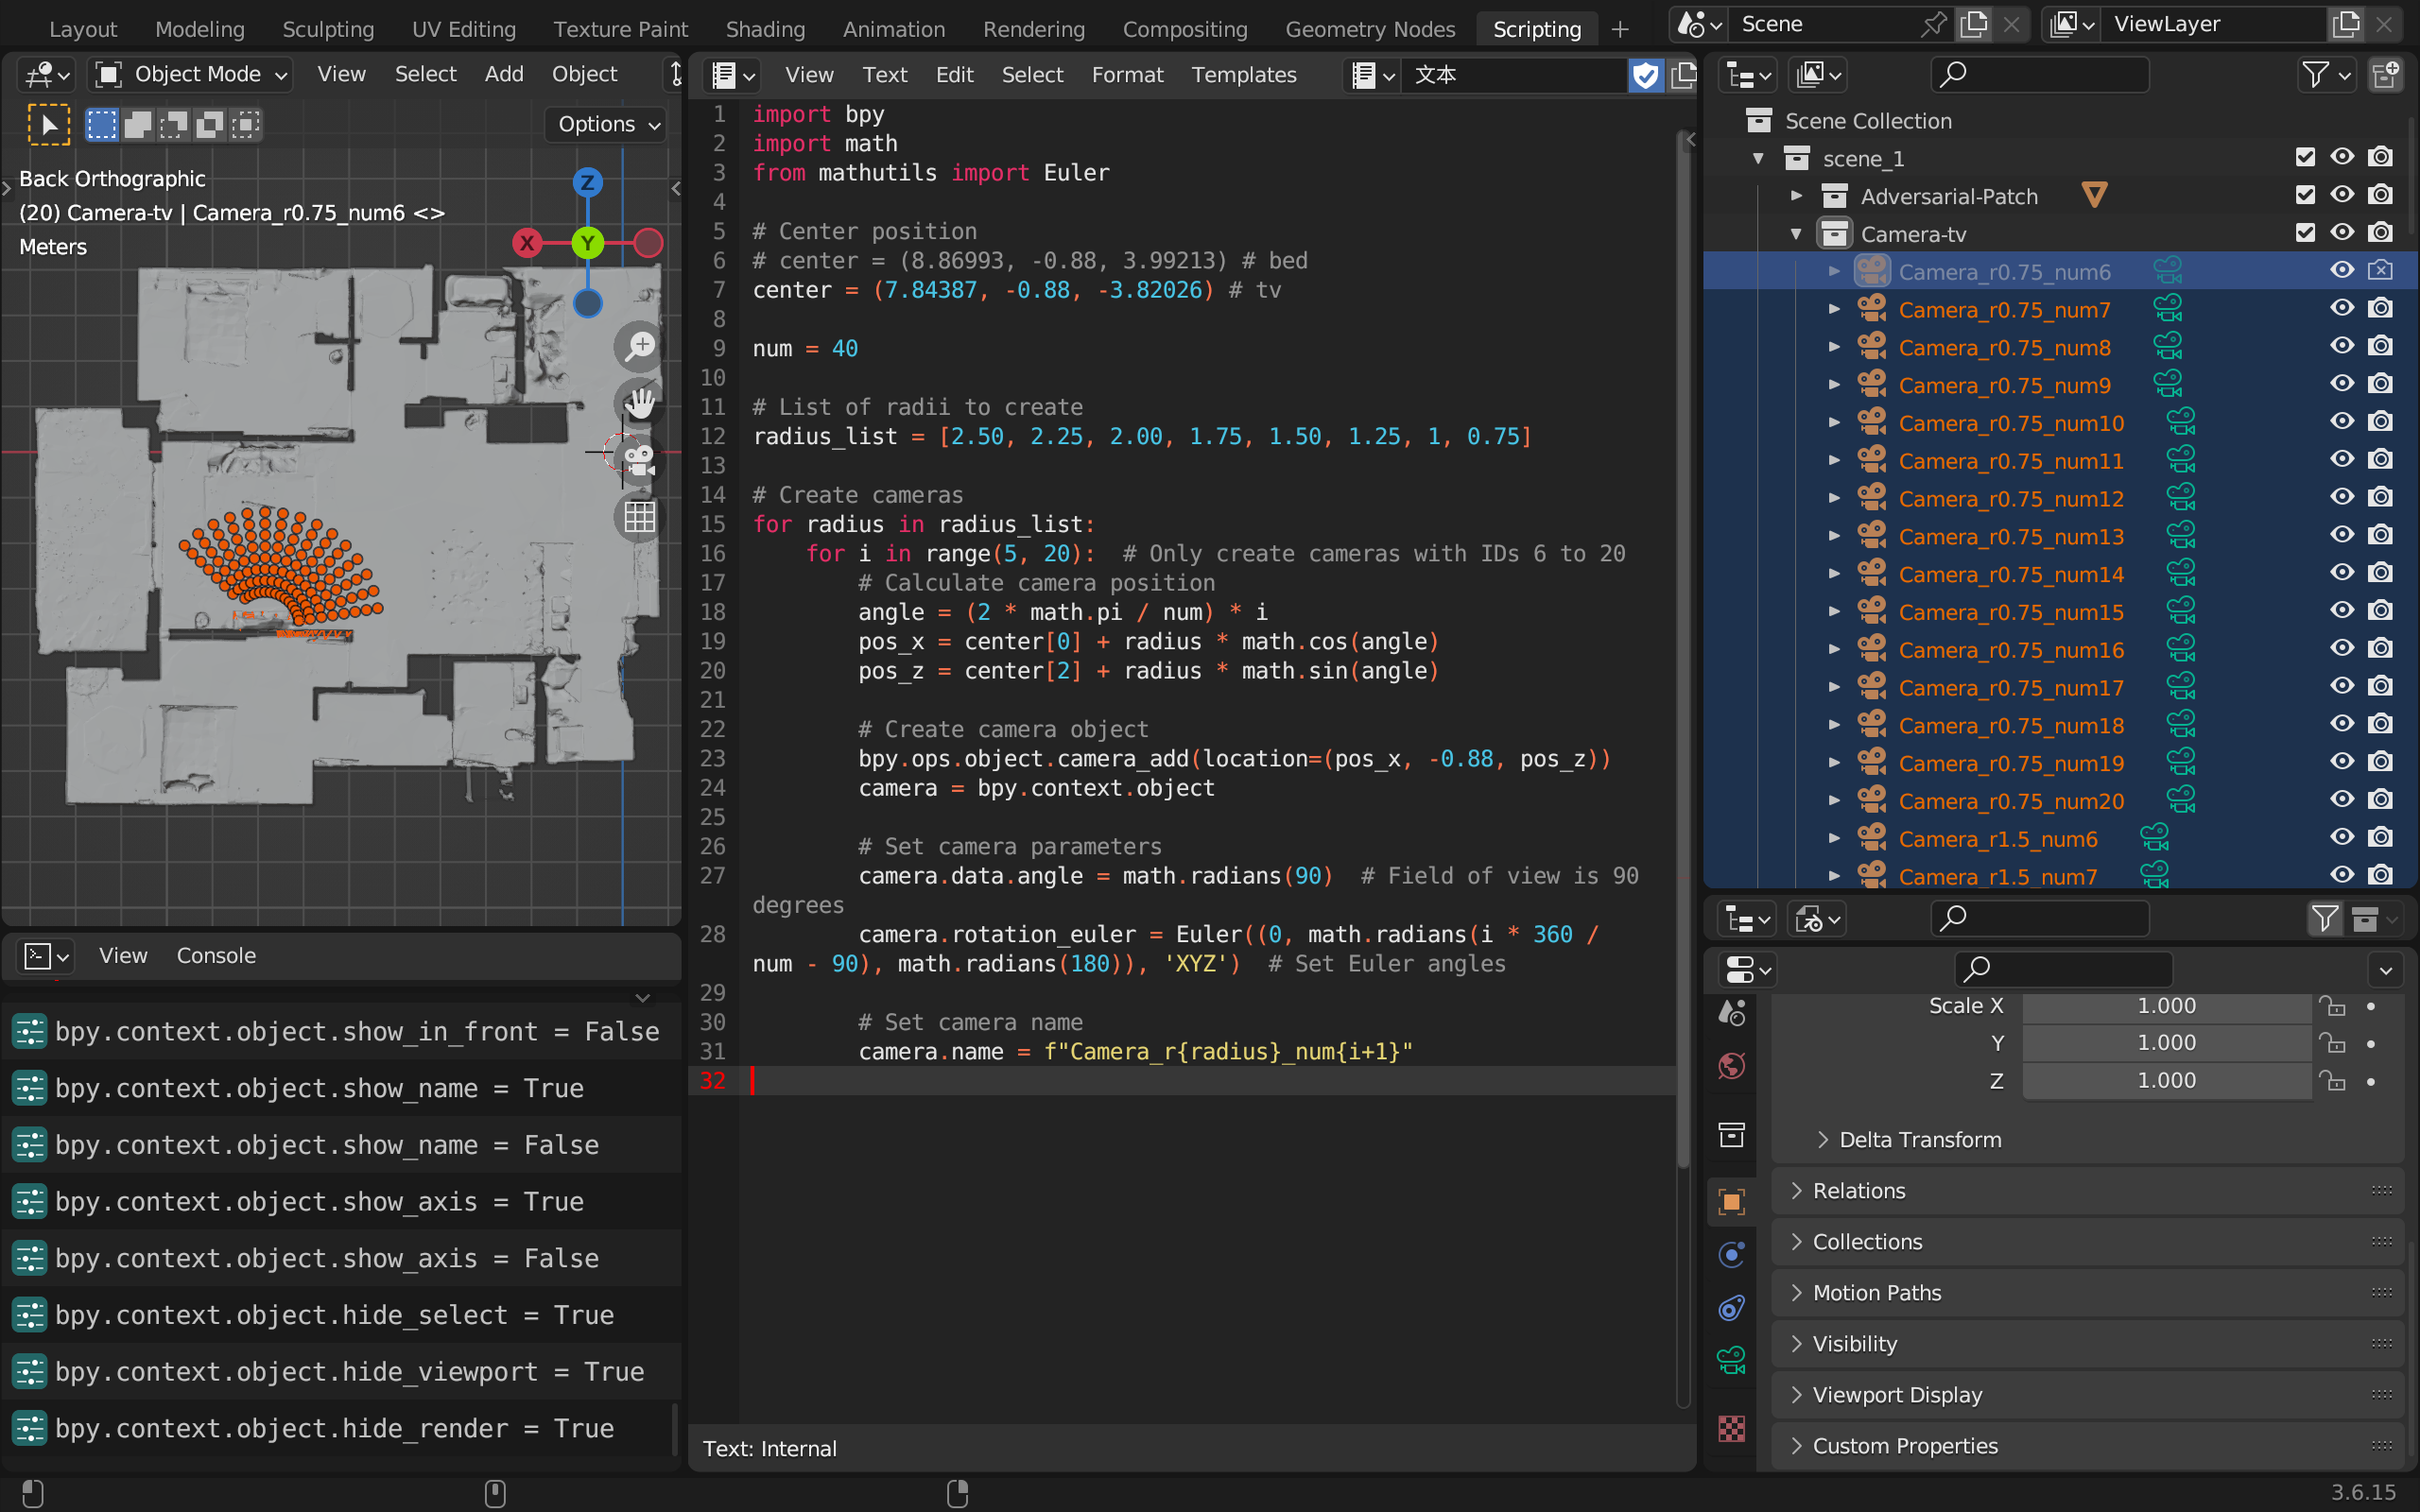 Layout Modeling Sculpting UV Editing Texture Paint Shading Animation Rendering Compositing Geometry Nodes Scripting +
Scene
ViewLayer
Object Mode View Select Add Object
Options
Back Orthographic
(20) Camera-tv | Camera_r0.75_num6 <>
Meters
Z
X
Y
View Console
bpy.context.object.show_in_front = False
bpy.context.object.show_name = True
bpy.context.object.show_name = False
bpy.context.object.show_axis = True
bpy.context.object.show_axis = False
bpy.context.object.hide_select = True
bpy.context.object.hide_viewport = True
bpy.context.object.hide_render = True
View Text Edit Select Format Templates
文本
1 import bpy
2 import math
3 from mathutils import Euler
4
5 # Center position
6 # center = (8.86993, -0.88, 3.99213) # bed
7 center = (7.84387, -0.88, -3.82026) # tv
8
9 num = 40
10
11 # List of radii to create
12 radius_list = [2.50, 2.25, 2.00, 1.75, 1.50, 1.25, 1, 0.75]
13
14 # Create cameras
15 for radius in radius_list:
16     for i in range(5, 20):  # Only create cameras with IDs 6 to 20
17         # Calculate camera position
18         angle = (2 * math.pi / num) * i
19         pos_x = center[0] + radius * math.cos(angle)
20         pos_z = center[2] + radius * math.sin(angle)
21
22         # Create camera object
23         bpy.ops.object.camera_add(location=(pos_x, -0.88, pos_z))
24         camera = bpy.context.object
25
26         # Set camera parameters
27         camera.data.angle = math.radians(90)  # Field of view is 90
degrees
28         camera.rotation_euler = Euler((0, math.radians(i * 360 /
num - 90), math.radians(180)), 'XYZ')  # Set Euler angles
29
30         # Set camera name
31         camera.name = f"Camera_r{radius}_num{i+1}"
32
Text: Internal
Scene Collection
scene_1
Adversarial-Patch
Camera-tv
Camera_r0.75_num6
Camera_r0.75_num7
Camera_r0.75_num8
Camera_r0.75_num9
Camera_r0.75_num10
Camera_r0.75_num11
Camera_r0.75_num12
Camera_r0.75_num13
Camera_r0.75_num14
Camera_r0.75_num15
Camera_r0.75_num16
Camera_r0.75_num17
Camera_r0.75_num18
Camera_r0.75_num19
Camera_r0.75_num20
Camera_r1.5_num6
Camera_r1.5_num7
Scale X 1.000
Y 1.000
Z 1.000
Delta Transform
Relations
Collections
Motion Paths
Visibility
Viewport Display
Custom Properties
3.6.15